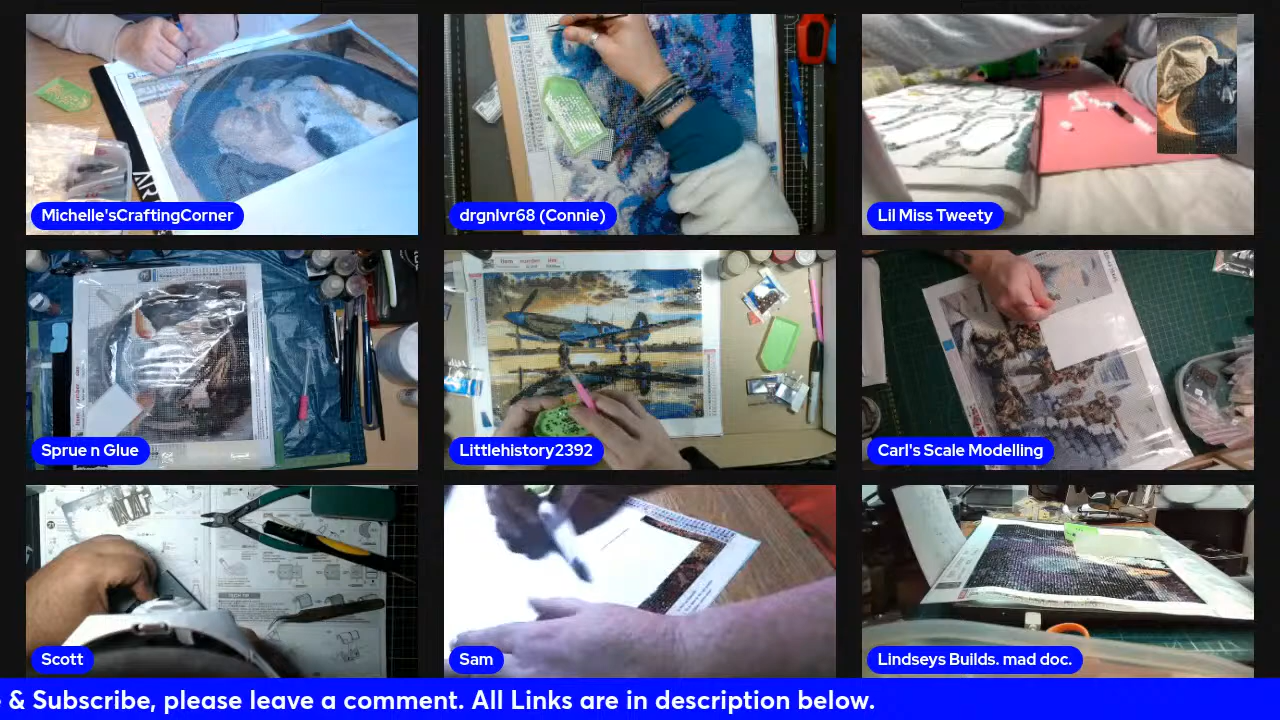 Michelle'sCraftingCorner
drgnlvr68 (Connie)
Lil Miss Tweety
Sprue n Glue
Littlehistory2392
Carl's Scale Modelling
Scott
Sam
Lindseys Builds. mad doc.
& Subscribe, please leave a comment. All Links are in description below.